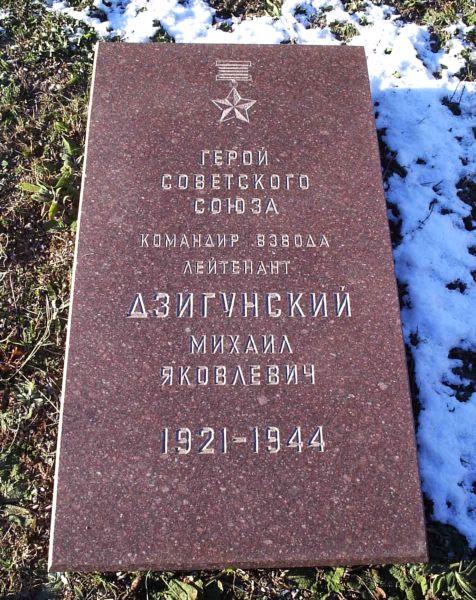 ГЕРОЙ
СОВЕТСКОГО
СОЮЗА
КОМАНДИР ВЗВОДА
ЛЕЙТЕНАНТ
ДЗИГУНСКИЙ
МИХАИЛ
ЯКОВЛЕВИЧ
1921-1944